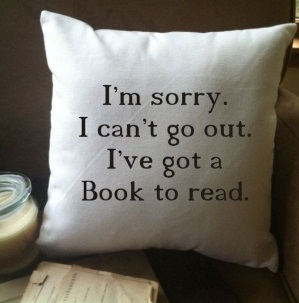 I'm sorry.
I can't go out.
I've got a
Book to read.